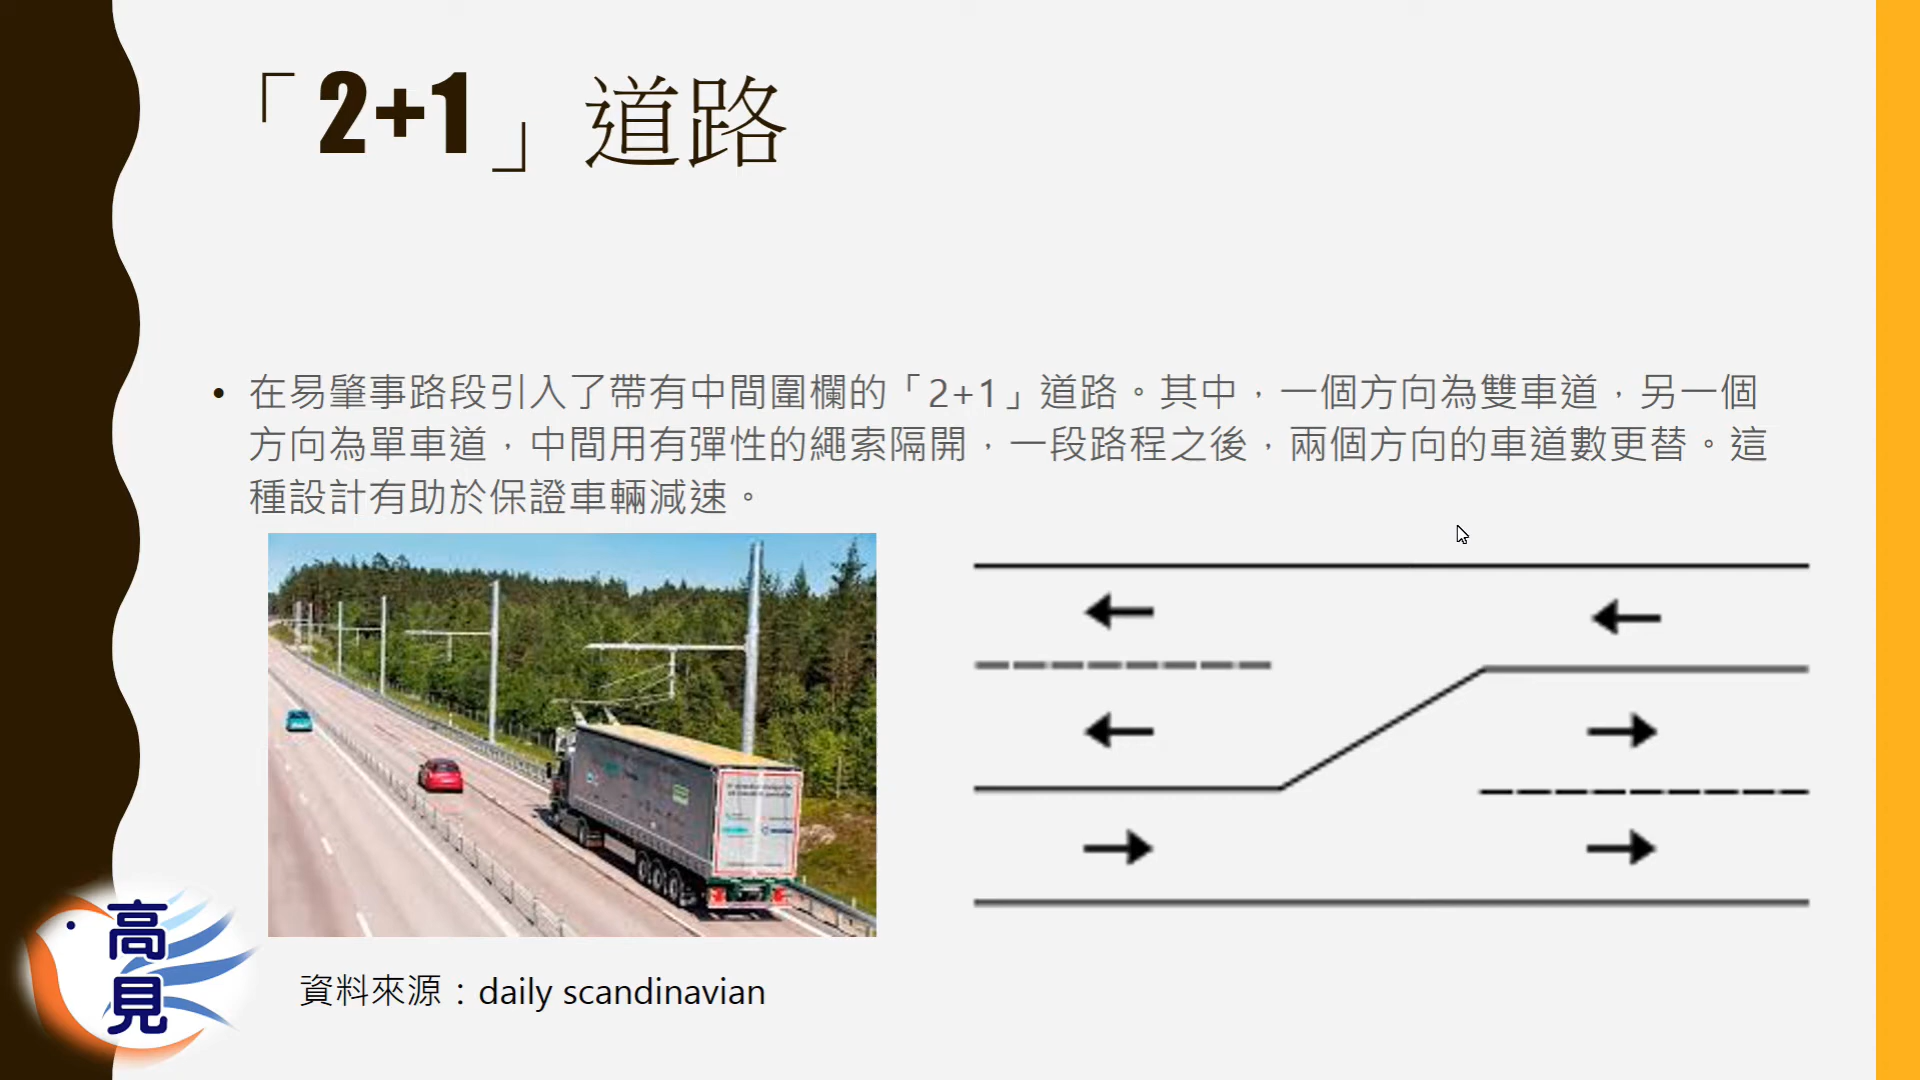 「2+1」道路
• 在易肇事路段引入了帶有中間圍欄的「2+1」道路。其中，一個方向為雙車道，另一個
方向為單車道，中間用有彈性的繩索隔開，一段路程之後，兩個方向的車道數更替。這
種設計有助於保證車輛減速。
高
見
資料來源：daily scandinavian